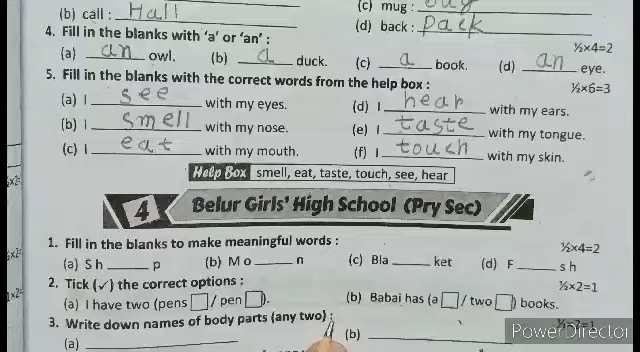 (b) call : Hall (c) mug :
(d) back : pack
4. Fill in the blanks with 'a' or 'an' : ½×4=2
(a) an owl. (b) a duck. (c) a book. (d) an eye.
5. Fill in the blanks with the correct words from the help box : ½×6=3
(a) I see with my eyes. (d) I hear with my ears.
(b) I smell with my nose. (e) I taste with my tongue.
(c) I eat with my mouth. (f) I touch with my skin.
Help Box smell, eat, taste, touch, see, hear
4 Belur Girls' High School (Pry Sec)
1. Fill in the blanks to make meaningful words : ½×4=2
(a) Sh ____ p (b) Mo ____ n (c) Bla ____ ket (d) F ____ sh
2. Tick (✓) the correct options : ½×2=1
(a) I have two (pens □ / pen □). (b) Babai has (a □ / two □) books.
3. Write down names of body parts (any two) :
(a) ____ (b) ____
PowerDirector